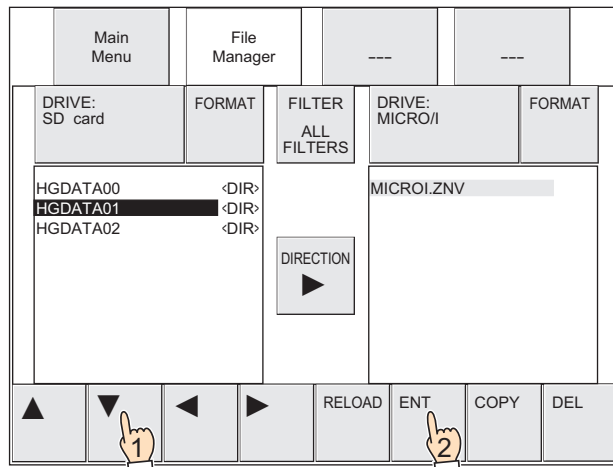 Main
Menu
File
Manager
---
---
DRIVE:
SD card
FORMAT
FILTER
ALL
FILTERS
DRIVE:
MICRO/I
FORMAT
HGDATA00 <DIR>
HGDATA01 <DIR>
HGDATA02 <DIR>
MICROI.ZNV
DIRECTION
▶
▲ ▼ ◀ ▶ RELOAD ENT COPY DEL
1 2